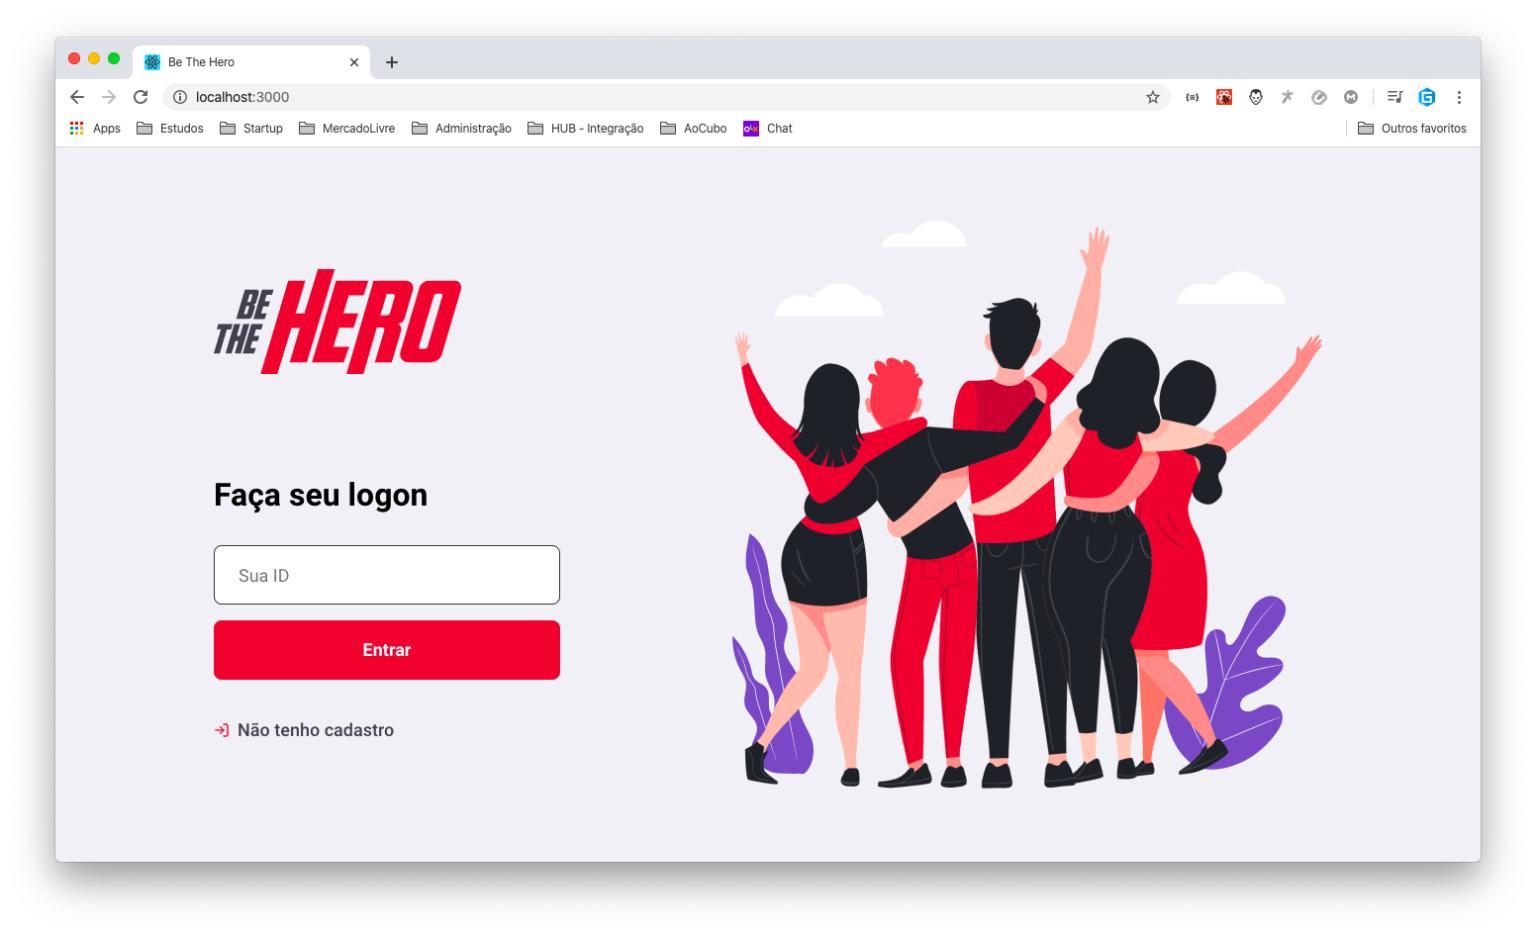 Be The Hero
localhost:3000
Apps Estudos Startup MercadoLivre Administração HUB - Integração AoCubo olx Chat Outros favoritos
BE
THE HERO
Faça seu logon
Sua ID
Entrar
Não tenho cadastro